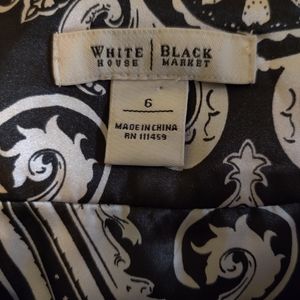 WHITE | BLACK
HOUSE | MARKET
6
MADE IN CHINA
RN 111459